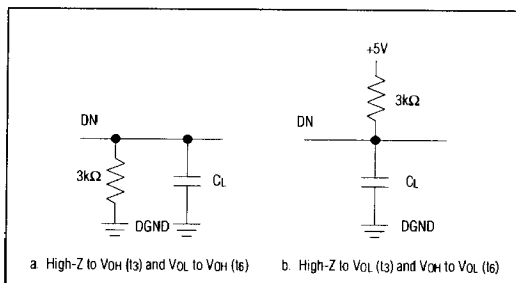 +5V
3kΩ
DN
3kΩ
CL
DGND
a. High-Z to VOH (t3) and VOL to VOH (t6)
DN
CL
DGND
b. High-Z to VOL (t3) and VOH to VOL (t6)